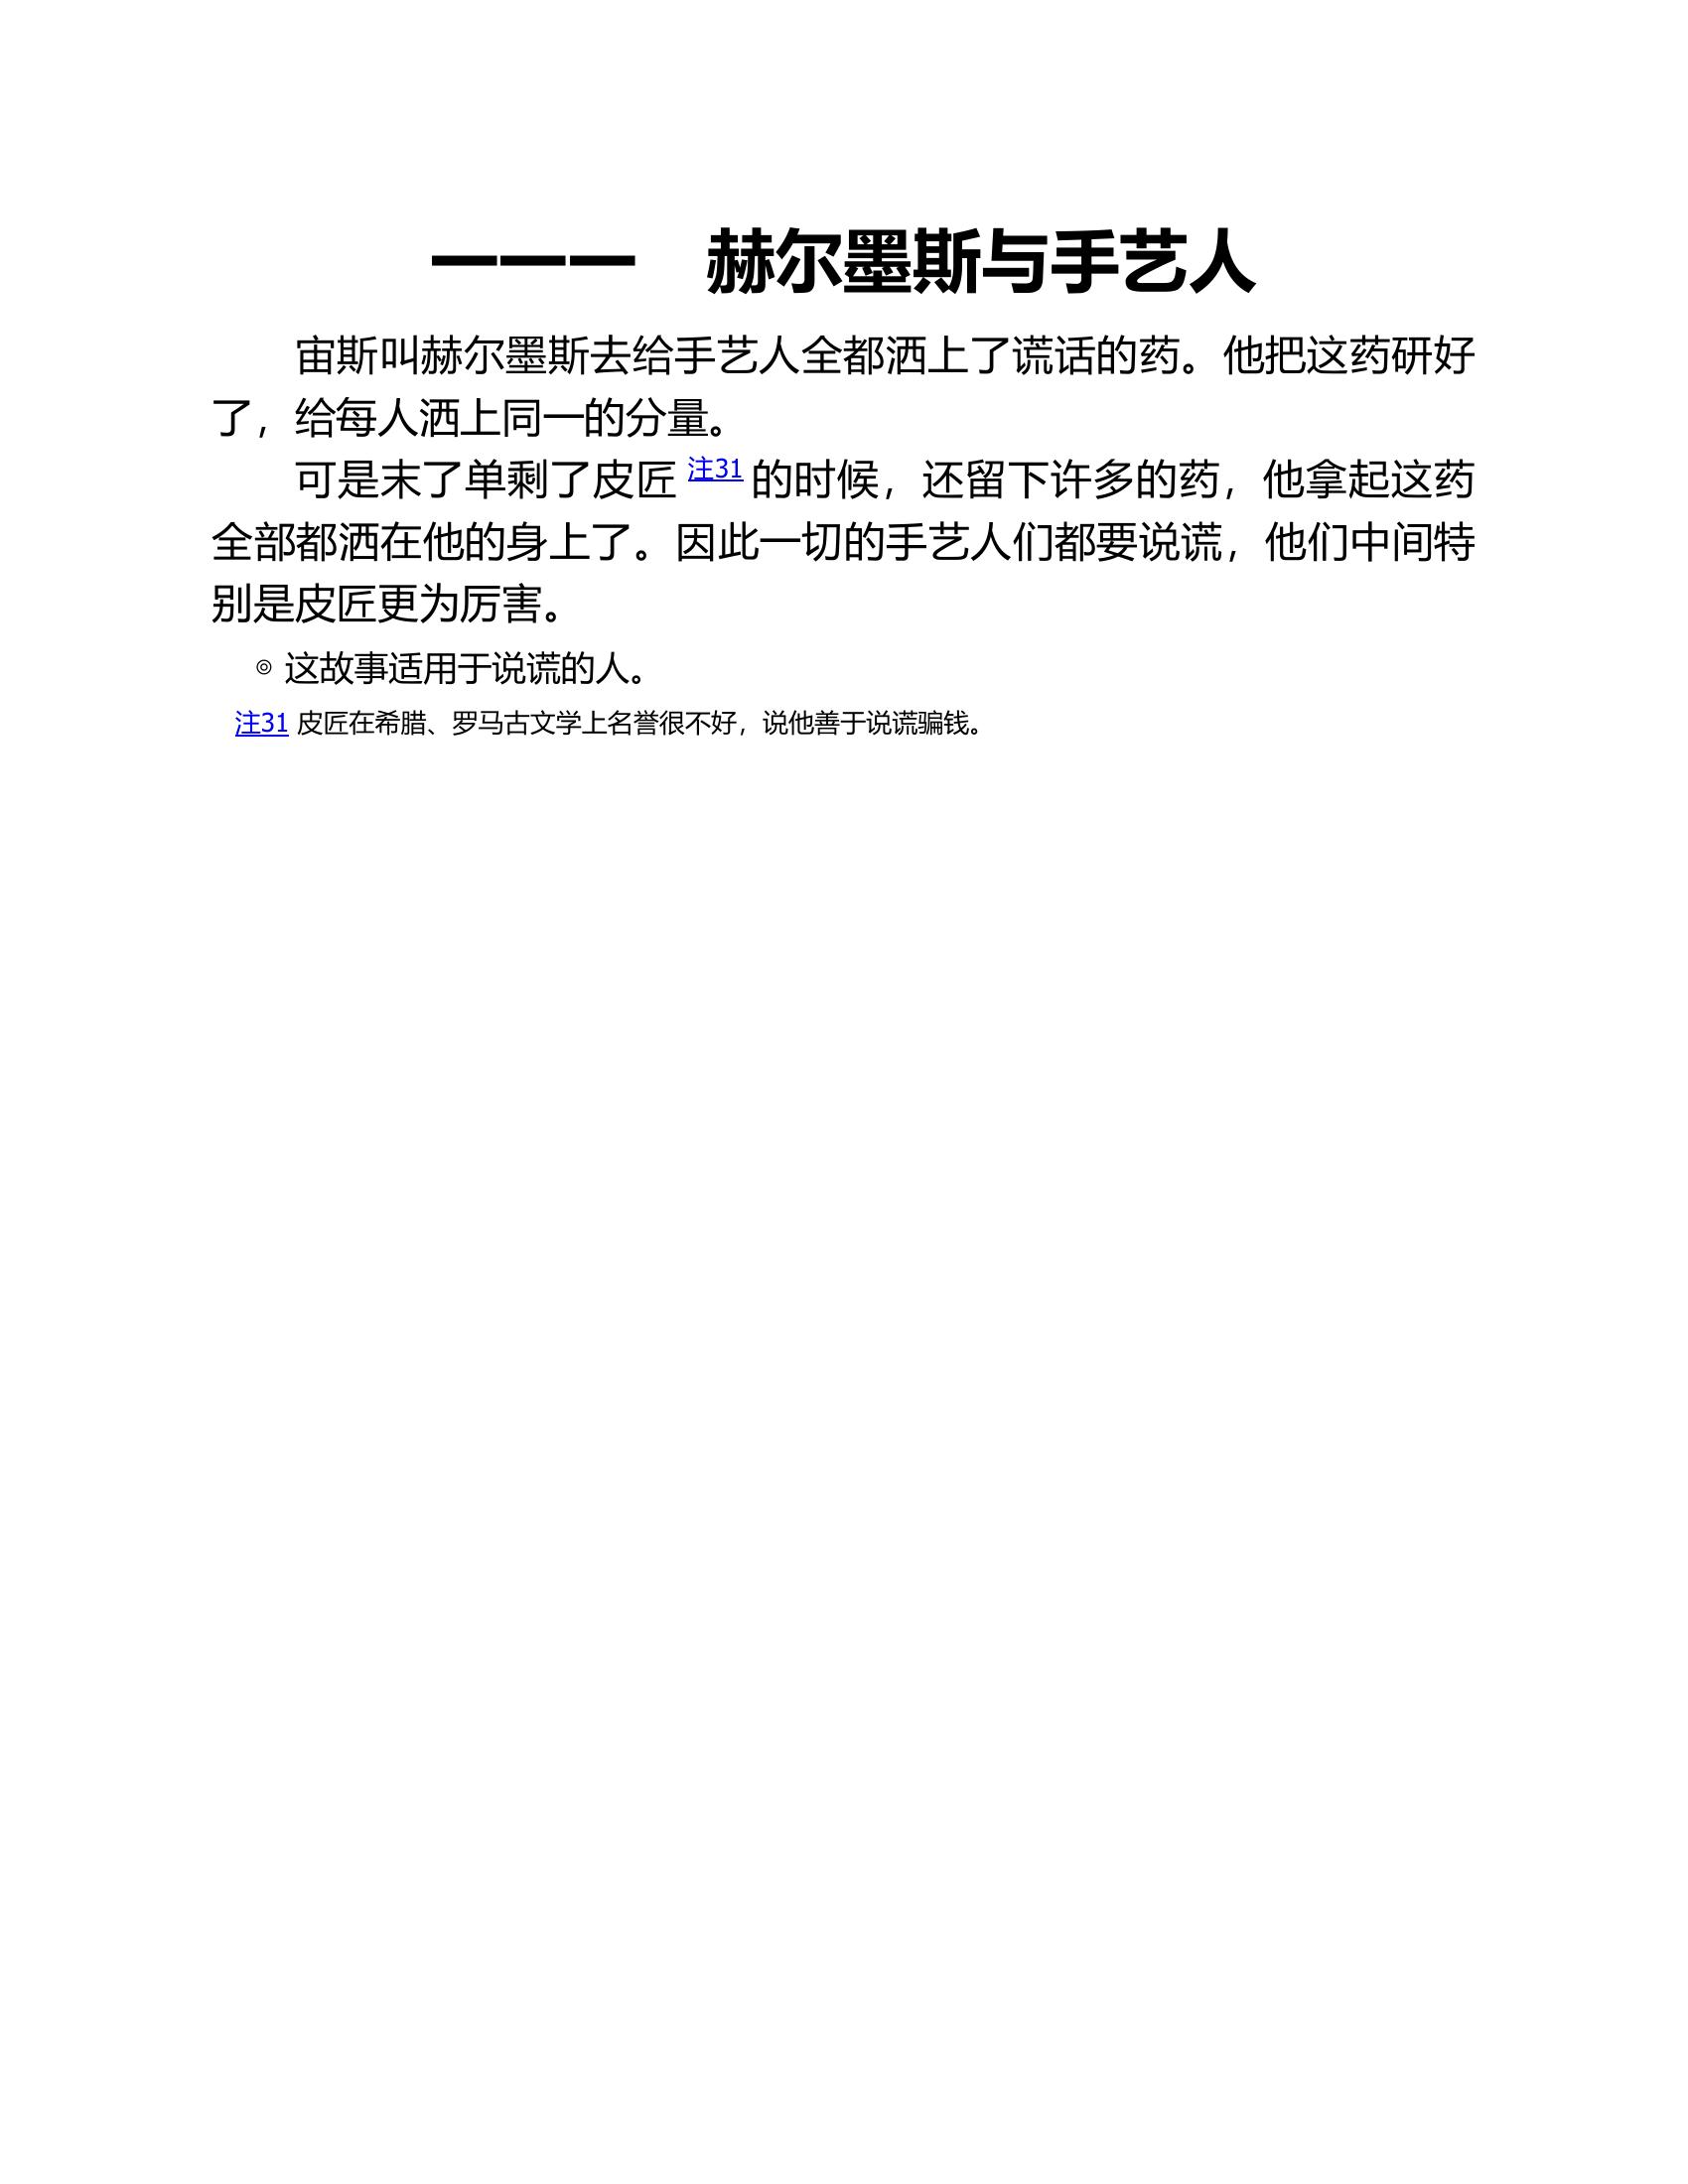 一一一　赫尔墨斯与手艺人
宙斯叫赫尔墨斯去给手艺人全都洒上了谎话的药。他把这药研好
了，给每人洒上同一的分量。
可是末了单剩了皮匠 注31 的时候，还留下许多的药，他拿起这药
全部都洒在他的身上了。因此一切的手艺人们都要说谎，他们中间特
别是皮匠更为厉害。
◎ 这故事适用于说谎的人。
注31 皮匠在希腊、罗马古文学上名誉很不好，说他善于说谎骗钱。